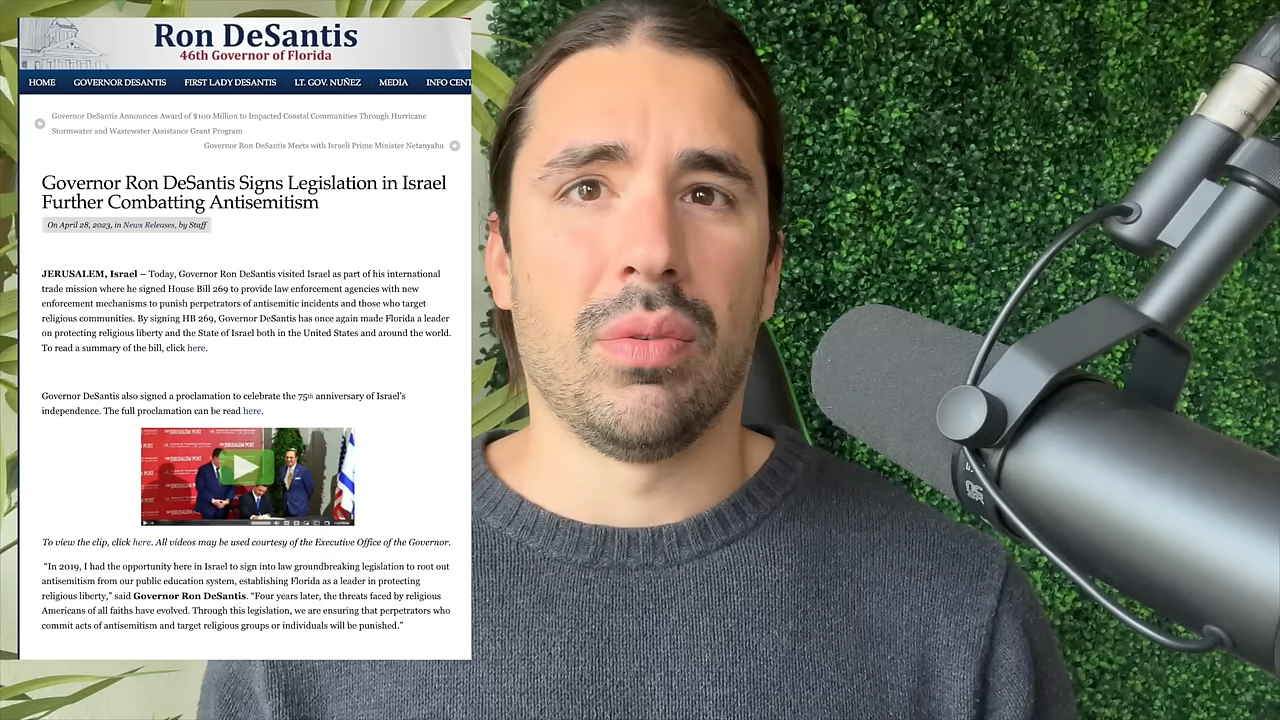 Ron DeSantis
46th Governor of Florida
HOME GOVERNOR DESANTIS FIRST LADY DESANTIS LT. GOV. NUÑEZ MEDIA INFO CENT
Governor DeSantis Announces Award of $100 Million to Impacted Coastal Communities Through Hurricane
Stormwater and Wastewater Assistance Grant Program
Governor Ron DeSantis Meets with Israeli Prime Minister Netanyahu
Governor Ron DeSantis Signs Legislation in Israel
Further Combatting Antisemitism
On April 28, 2023, in News Releases, by Staff
JERUSALEM, Israel – Today, Governor Ron DeSantis visited Israel as part of his international
trade mission where he signed House Bill 269 to provide law enforcement agencies with new
enforcement mechanisms to punish perpetrators of antisemitic incidents and those who target
religious communities. By signing HB 269, Governor DeSantis has once again made Florida a leader
on protecting religious liberty and the State of Israel both in the United States and around the world.
To read a summary of the bill, click here.
Governor DeSantis also signed a proclamation to celebrate the 75th anniversary of Israel's
independence. The full proclamation can be read here.
THE JERUSALEM POST
To view the clip, click here. All videos may be used courtesy of the Executive Office of the Governor.
“In 2019, I had the opportunity here in Israel to sign into law groundbreaking legislation to root out
antisemitism from our public education system, establishing Florida as a leader in protecting
religious liberty,” said Governor Ron DeSantis. “Four years later, the threats faced by religious
Americans of all faiths have evolved. Through this legislation, we are ensuring that perpetrators who
commit acts of antisemitism and target religious groups or individuals will be punished.”